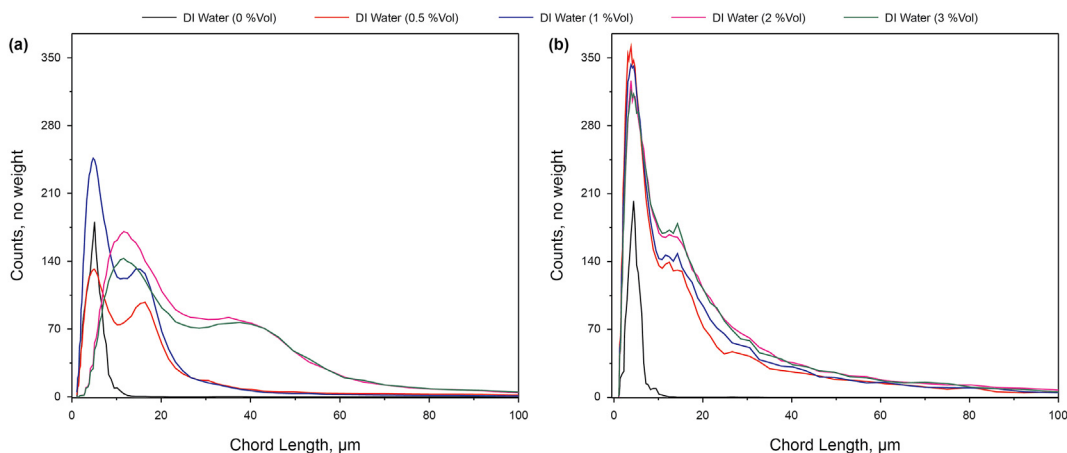 DI Water (0 %Vol) DI Water (0.5 %Vol) DI Water (1 %Vol) DI Water (2 %Vol) DI Water (3 %Vol)
(a)
350
280
210
140
70
0
Counts, no weight
0 20 40 60 80 100
Chord Length, µm
(b)
350
280
210
140
70
0
Counts, no weight
0 20 40 60 80 100
Chord Length, µm